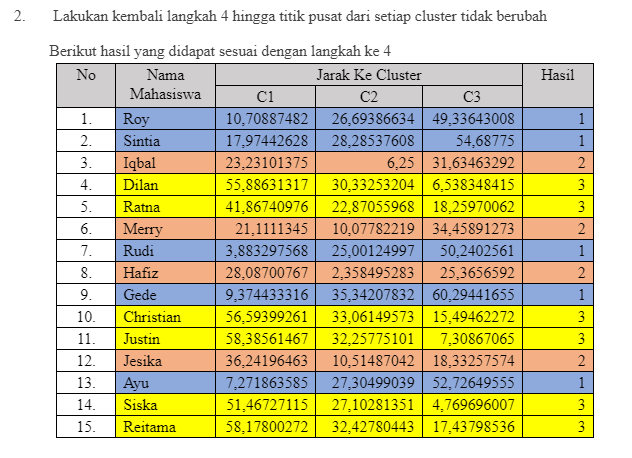 2. Lakukan kembali langkah 4 hingga titik pusat dari setiap cluster tidak berubah
Berikut hasil yang didapat sesuai dengan langkah ke 4
No Nama Mahasiswa Jarak Ke Cluster Hasil
C1 C2 C3
1. Roy 10,70887482 26,69386634 49,33643008 1
2. Sintia 17,97442628 28,28537608 54,68775 1
3. Iqbal 23,23101375 6,25 31,63463292 2
4. Dilan 55,88631317 30,33253204 6,538348415 3
5. Ratna 41,86740976 22,87055968 18,25970062 3
6. Merry 21,1111345 10,07782219 34,45891273 2
7. Rudi 3,883297568 25,00124997 50,2402561 1
8. Hafiz 28,08700767 2,358495283 25,3656592 2
9. Gede 9,374433316 35,34207832 60,29441655 1
10. Christian 56,59399261 33,06149573 15,49462272 3
11. Justin 58,38561467 32,25775101 7,30867065 3
12. Jesika 36,24196463 10,51487042 18,33257574 2
13. Ayu 7,271863585 27,30499039 52,72649555 1
14. Siska 51,46727115 27,10281351 4,769696007 3
15. Reitama 58,17800272 32,42780443 17,43798536 3